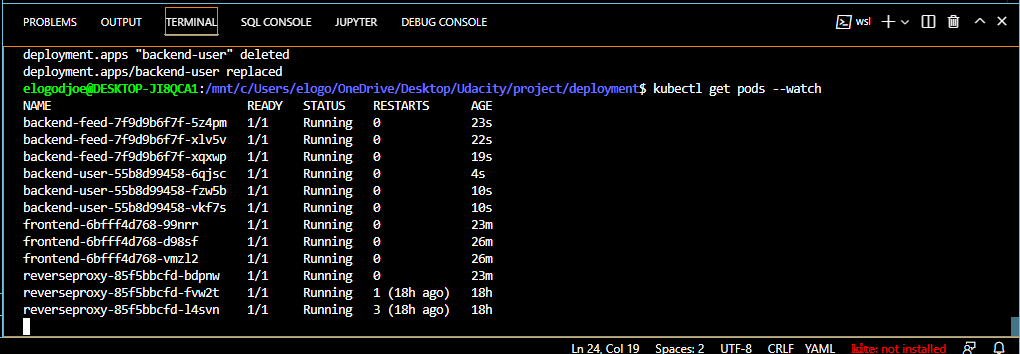 PROBLEMS OUTPUT TERMINAL SQL CONSOLE JUPYTER DEBUG CONSOLE wsl
deployment.apps "backend-user" deleted
deployment.apps/backend-user replaced
elogodjoe@DESKTOP-JI8QCA1:/mnt/c/Users/elogo/OneDrive/Desktop/Udacity/project/deployment$ kubectl get pods --watch
NAME READY STATUS RESTARTS AGE
backend-feed-7f9d9b6f7f-5z4pm 1/1 Running 0 23s
backend-feed-7f9d9b6f7f-xlv5v 1/1 Running 0 22s
backend-feed-7f9d9b6f7f-xqxwp 1/1 Running 0 19s
backend-user-55b8d99458-6qjsc 1/1 Running 0 4s
backend-user-55b8d99458-fzw5b 1/1 Running 0 10s
backend-user-55b8d99458-vkf7s 1/1 Running 0 10s
frontend-6bfff4d768-99nrr 1/1 Running 0 23m
frontend-6bfff4d768-d98sf 1/1 Running 0 26m
frontend-6bfff4d768-vmzl2 1/1 Running 0 26m
reverseproxy-85f5bbcfd-bdpnw 1/1 Running 0 23m
reverseproxy-85f5bbcfd-fvw2t 1/1 Running 1 (18h ago) 18h
reverseproxy-85f5bbcfd-l4svn 1/1 Running 3 (18h ago) 18h
Ln 24, Col 19 Spaces: 2 UTF-8 CRLF YAML kite: not installed